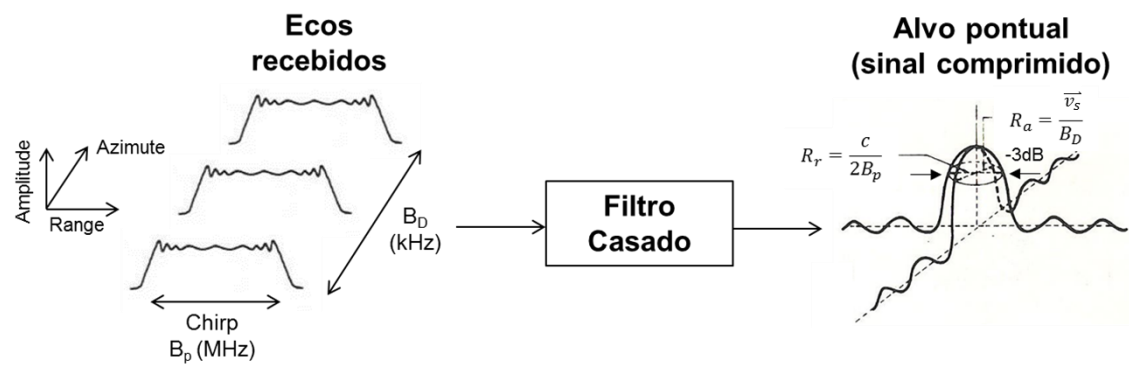 Ecos
recebidos
Alvo pontual
(sinal comprimido)
Amplitude
Azimute
Range
B_D
(kHz)
Chirp
B_p (MHz)
Filtro
Casado
R_r = c / 2B_p
R_a = \vec{v_s} / B_D
-3dB